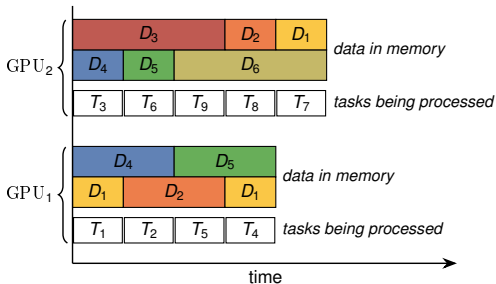 D3 D2 D1
data in memory
GPU2
D4 D5 D6
T3 T6 T9 T8 T7
tasks being processed
D4 D5
data in memory
GPU1
D1 D2 D1
T1 T2 T5 T4
tasks being processed
time